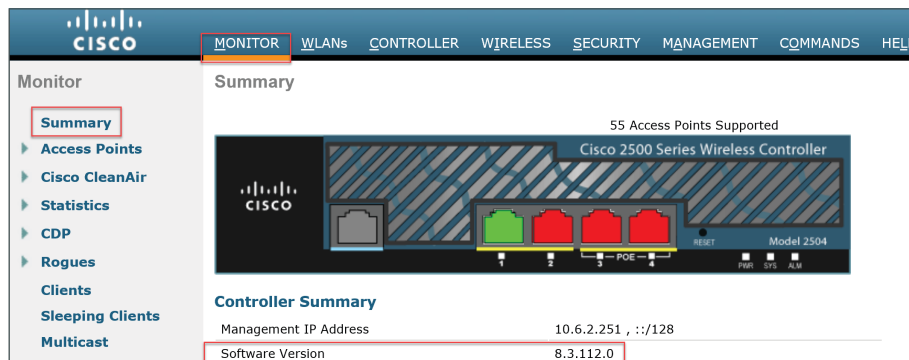 CISCO
MONITOR WLANs CONTROLLER WIRELESS SECURITY MANAGEMENT COMMANDS HEL
Monitor
Summary
Access Points
Cisco CleanAir
Statistics
CDP
Rogues
Clients
Sleeping Clients
Multicast
Summary
55 Access Points Supported
Cisco 2500 Series Wireless Controller
CISCO
RESET
Model 2504
1 2 3 POE 4
PWR SYS ALM
Controller Summary
Management IP Address 10.6.2.251 , ::/128
Software Version 8.3.112.0